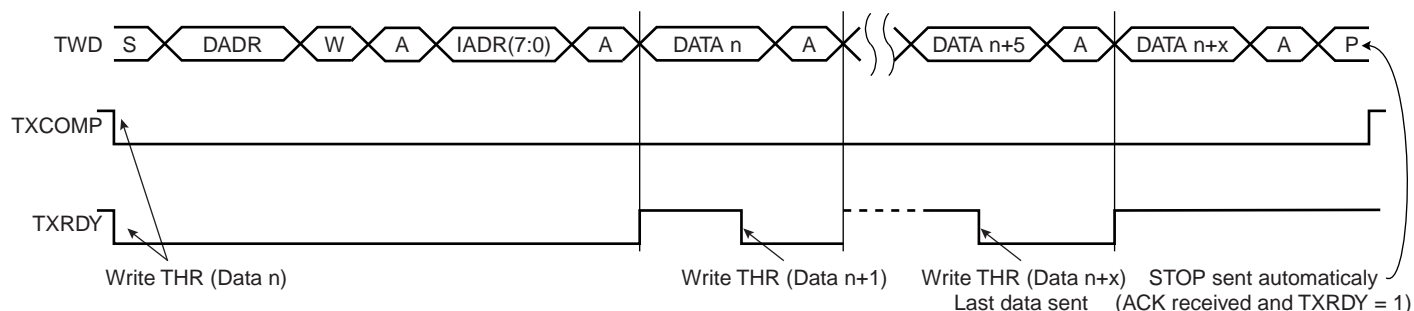 TWD S DADR W A IADR(7:0) A DATA n A DATA n+5 A DATA n+x A P
TXCOMP
TXRDY
Write THR (Data n) Write THR (Data n+1) Write THR (Data n+x) STOP sent automaticaly
Last data sent (ACK received and TXRDY = 1)